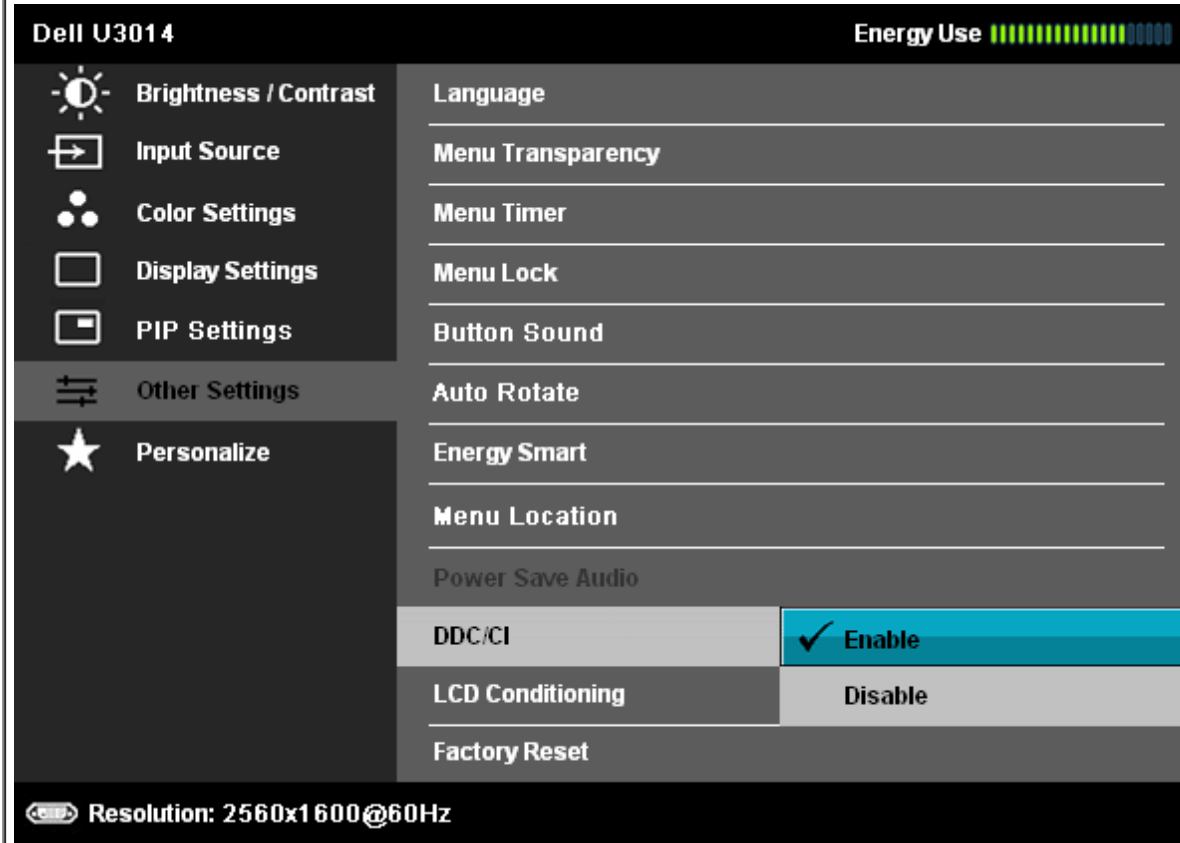 Dell U3014
Energy Use
Brightness / Contrast
Input Source
Color Settings
Display Settings
PIP Settings
Other Settings
Personalize
Language
Menu Transparency
Menu Timer
Menu Lock
Button Sound
Auto Rotate
Energy Smart
Menu Location
Power Save Audio
DDC/CI
✓ Enable
Disable
LCD Conditioning
Factory Reset
Resolution: 2560x1600@60Hz